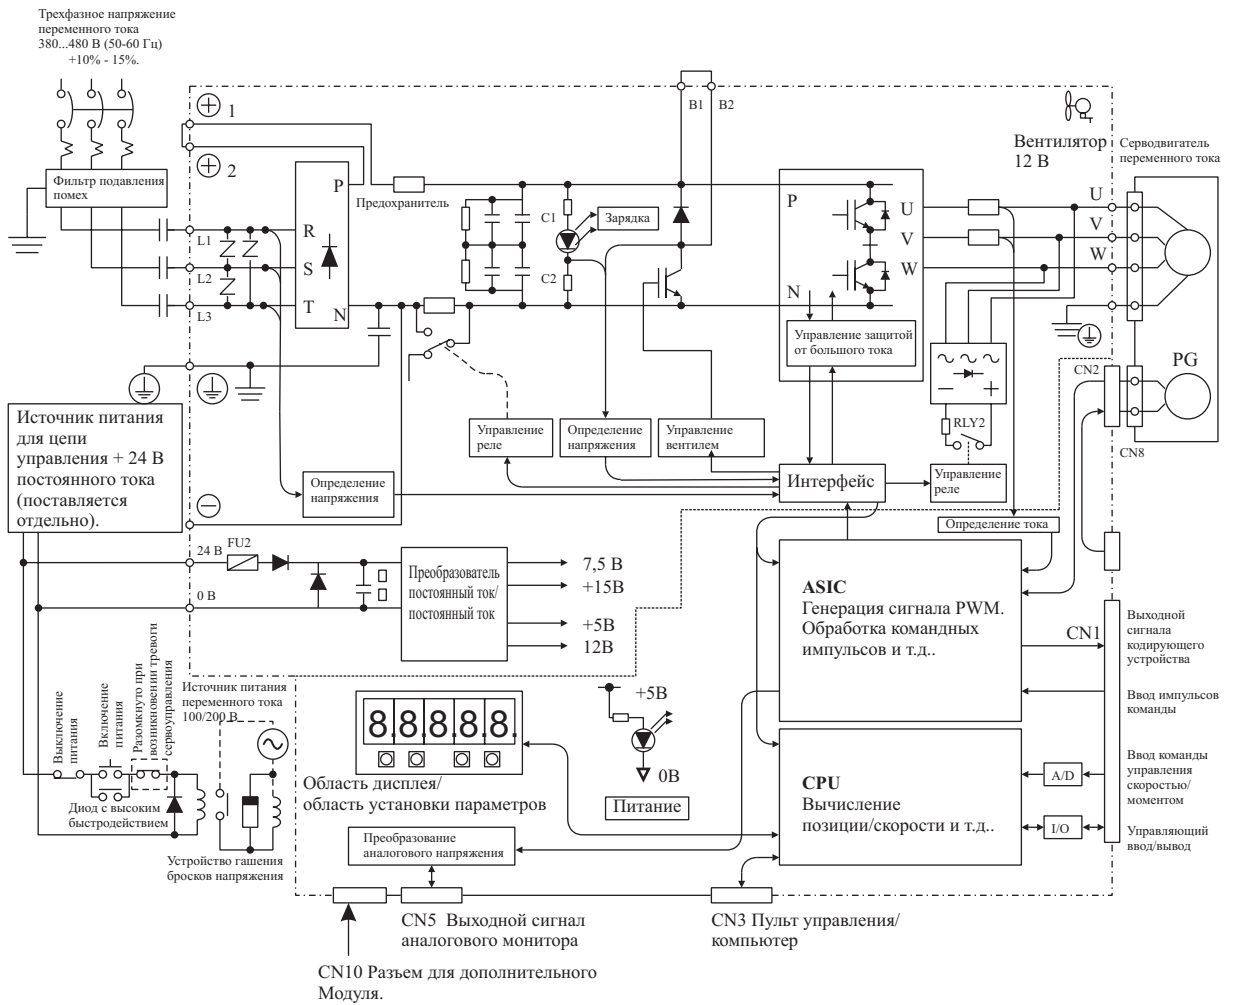 Трехфазное напряжение
переменного тока
380...480 В (50-60 Гц)
+10% - 15%.
1
2
B1
B2
Вентилятор
12 В
Серводвигатель
переменного тока
Фильтр подавления
помех
P
Предохранитель
C1
Зарядка
P
U
V
W
U
V
W
L1
R
L2
S
C2
L3
T
N
N
Управление защитой
от большого тока
CN2
PG
RLY2
CN8
Источник питания
для цепи
управления + 24 В
постоянного тока
(поставляется
отдельно).
Управление
реле
Определение
напряжения
Управление
вентилем
Определение
напряжения
Интерфейс
Управление
реле
Определение тока
24 В
FU2
0 В
Преобразователь
постоянный ток/
постоянный ток
7,5 В
+15В
+5В
12В
ASIC
Генерация сигнала PWM.
Обработка командных
импульсов и т.д..
CN1
Выходной
сигнала
кодирующего
устройства
Ввод импульсов
команды
Выключение
питания
Включение
питания
Разомкнуто при
возникновении тревоги
сервоуправления
Источник питания
переменного тока
100/200 В
8.8.8.8.8.
+5В
0В
Питание
Область дисплея/
область установки параметров
CPU
Вычисление
позиции/скорости и т.д..
A/D
I/O
Ввод команды
управления
скоростью/
моментом
Управляющий
ввод/вывод
Диод с высоким
быстродействием
Устройство гашения
бросков напряжения
Преобразование
аналогового напряжения
CN5 Выходной сигнал
аналогового монитора
CN3 Пульт управления/
компьютер
CN10 Разъем для дополнительного
Модуля.